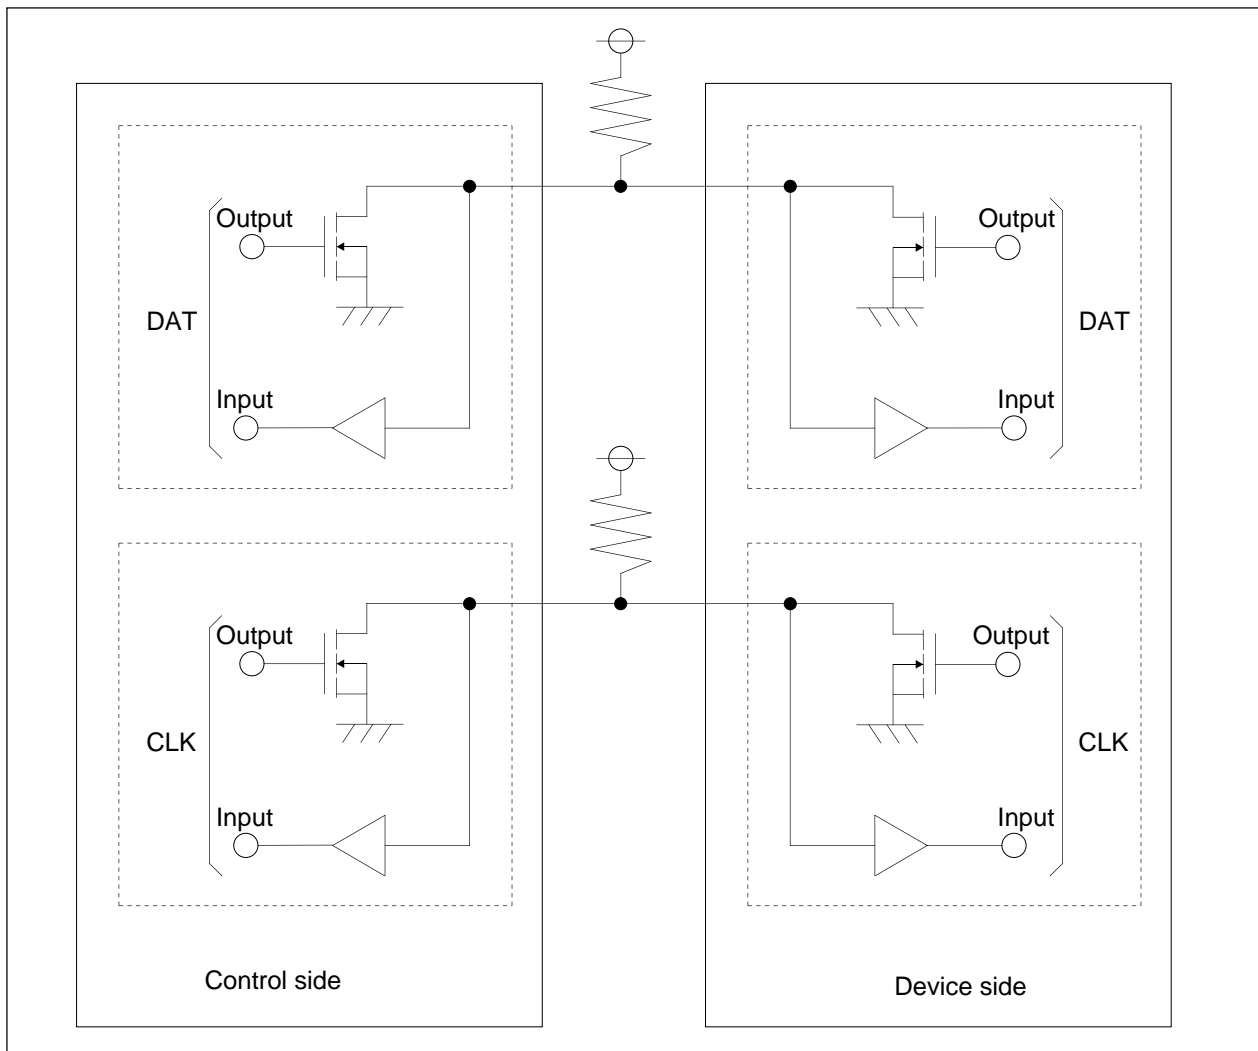 Output
Output
DAT
DAT
Input
Input
Output
Output
CLK
CLK
Input
Input
Control side
Device side